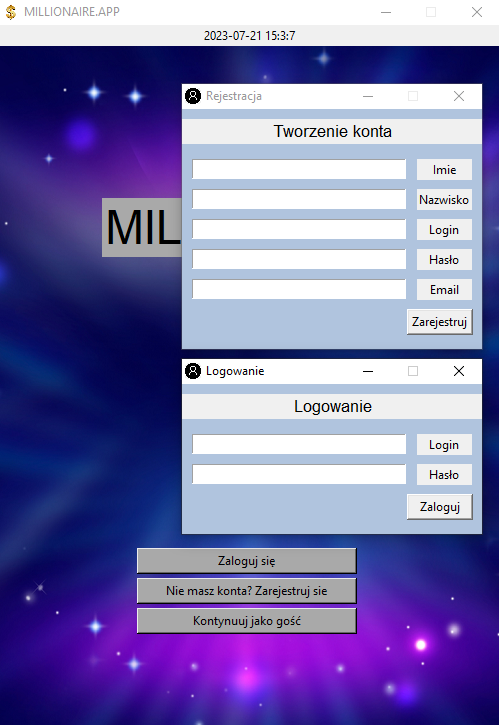 MILLIONAIRE.APP
2023-07-21 15:3:7
Rejestracja
Tworzenie konta
Imie
Nazwisko
MIL
Login
Hasło
Email
Zarejestruj
Logowanie
Logowanie
Login
Hasło
Zaloguj
Zaloguj się
Nie masz konta? Zarejestruj sie
Kontynuuj jako gość